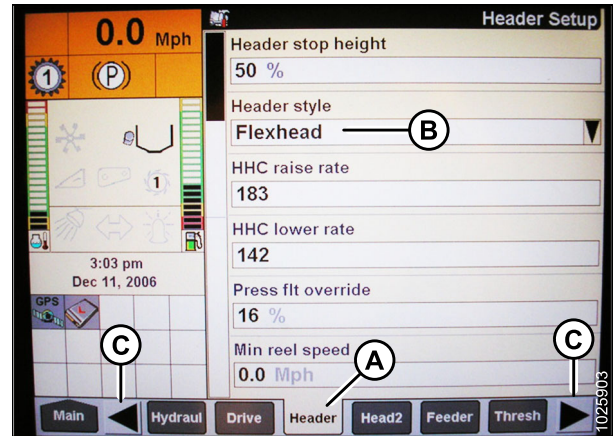 0.0 Mph
1
P
1
3:03 pm
Dec 11, 2006
GPS
Header Setup
Header stop height
50 %
Header style
Flexhead
B
HHC raise rate
183
HHC lower rate
142
Press flt override
16 %
Min reel speed
0.0 Mph
C
A
C
Main
Hydraul
Drive
Header
Head2
Feeder
Thresh
1025903